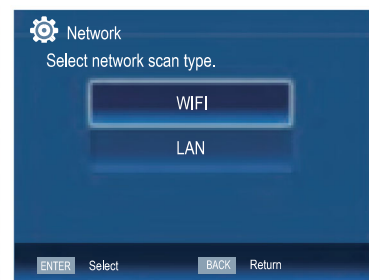 Network
Select network scan type.
WIFI
LAN
ENTER Select BACK Return